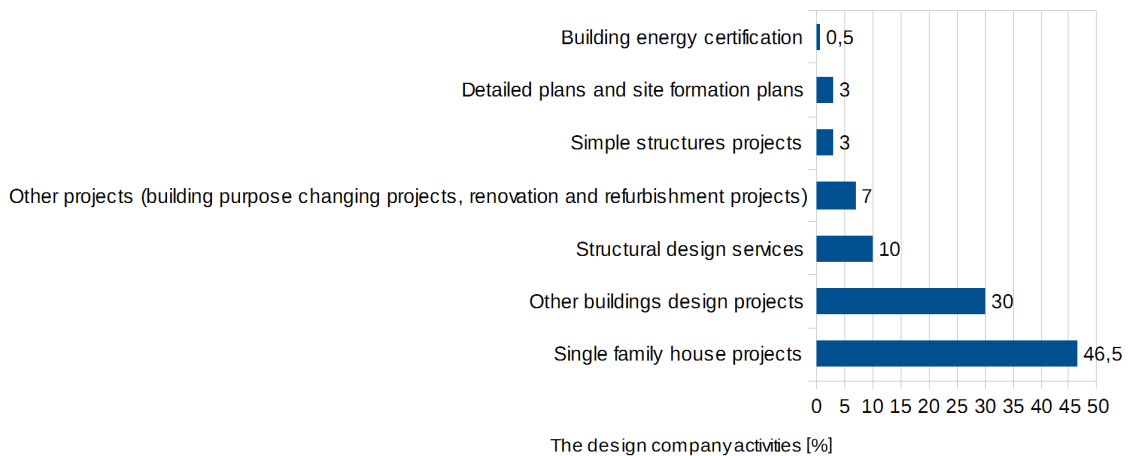 Building energy certification 0,5
Detailed plans and site formation plans 3
Simple structures projects 3
Other projects (building purpose changing projects, renovation and refurbishment projects) 7
Structural design services 10
Other buildings design projects 30
Single family house projects 46,5
0 5 10 15 20 25 30 35 40 45 50
The design company activities [%]